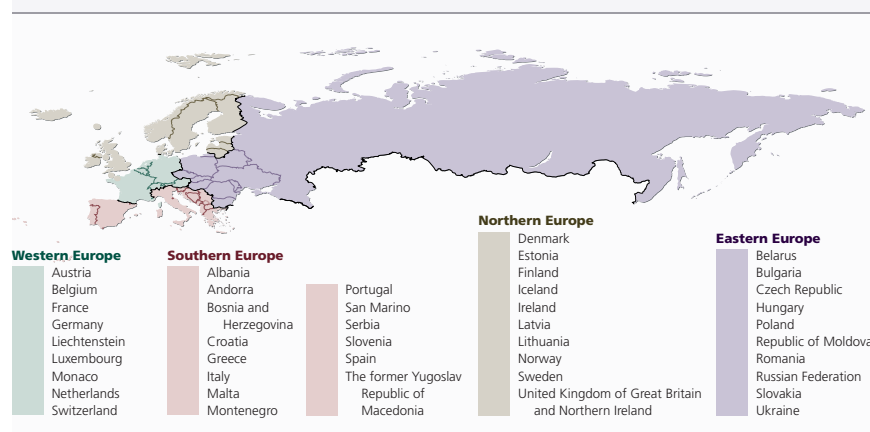 Western Europe
Austria
Belgium
France
Germany
Liechtenstein
Luxembourg
Monaco
Netherlands
Switzerland
Southern Europe
Albania
Andorra
Bosnia and
Herzegovina
Croatia
Greece
Italy
Malta
Montenegro
Portugal
San Marino
Serbia
Slovenia
Spain
The former Yugoslav
Republic of
Macedonia
Northern Europe
Denmark
Estonia
Finland
Iceland
Ireland
Latvia
Lithuania
Norway
Sweden
United Kingdom of Great Britain
and Northern Ireland
Eastern Europe
Belarus
Bulgaria
Czech Republic
Hungary
Poland
Republic of Moldova
Romania
Russian Federation
Slovakia
Ukraine